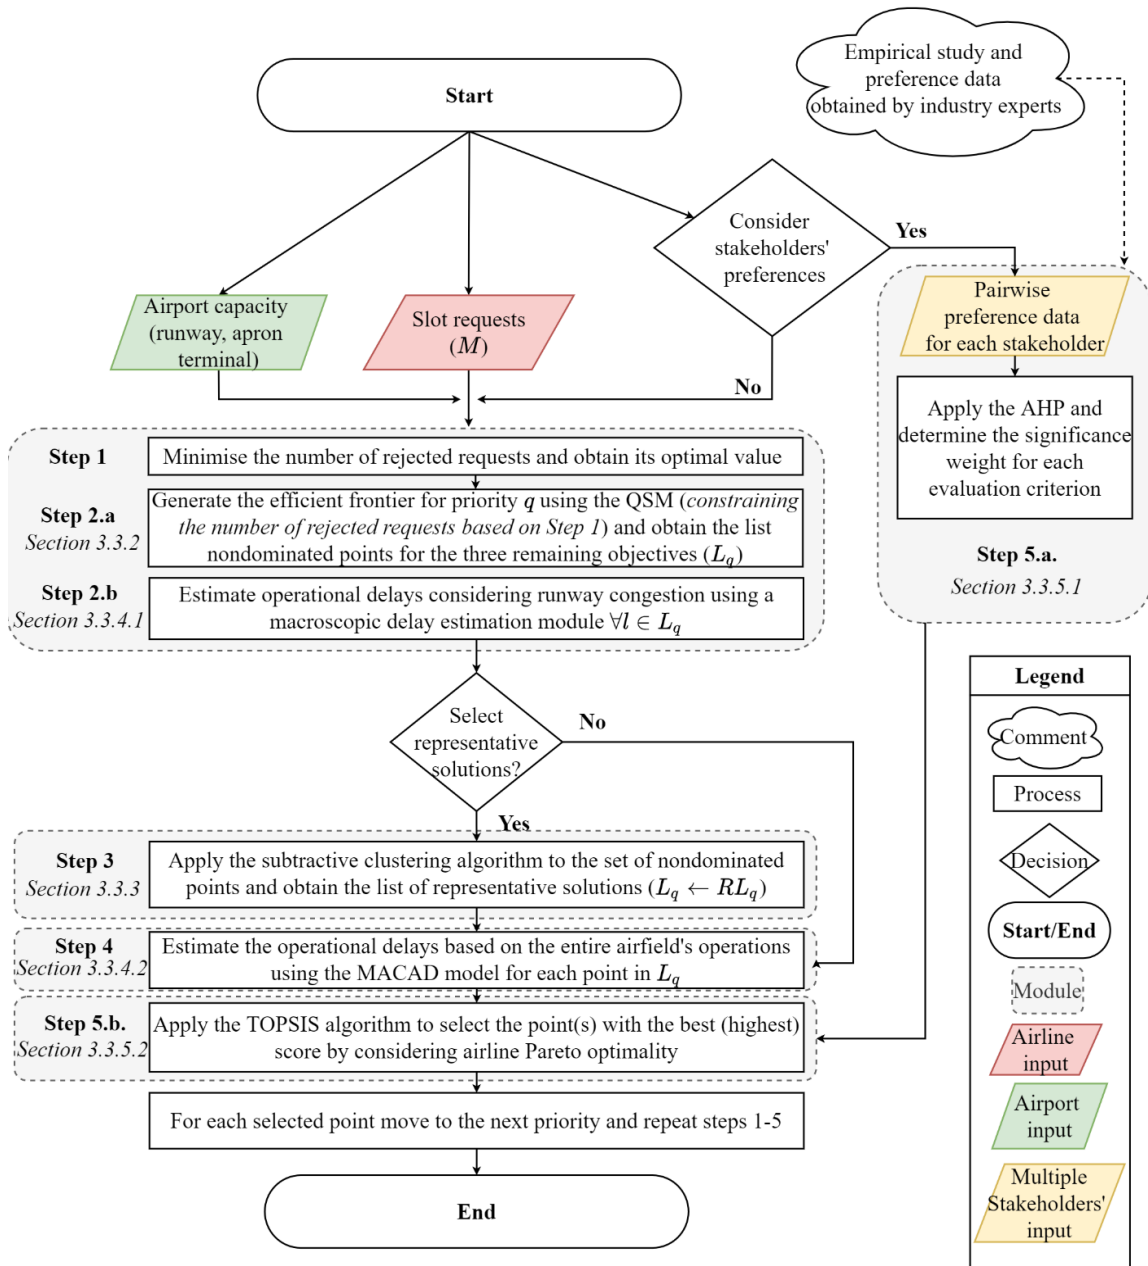 Start
Empirical study and
preference data
obtained by industry experts
Consider
stakeholders'
preferences
Yes
No
Airport capacity
(runway, apron
terminal)
Slot requests
(M)
Pairwise
preference data
for each stakeholder
Apply the AHP and
determine the significance
weight for each
evaluation criterion
Step 5.a.
Section 3.3.5.1
Step 1
Minimise the number of rejected requests and obtain its optimal value
Step 2.a
Section 3.3.2
Generate the efficient frontier for priority q using the QSM (constraining
the number of rejected requests based on Step 1) and obtain the list
nondominated points for the three remaining objectives (L_q)
Step 2.b
Section 3.3.4.1
Estimate operational delays considering runway congestion using a
macroscopic delay estimation module ∀l ∈ L_q
Select
representative
solutions?
No
Yes
Step 3
Section 3.3.3
Apply the subtractive clustering algorithm to the set of nondominated
points and obtain the list of representative solutions (L_q ← RL_q)
Step 4
Section 3.3.4.2
Estimate the operational delays based on the entire airfield's operations
using the MACAD model for each point in L_q
Step 5.b.
Section 3.3.5.2
Apply the TOPSIS algorithm to select the point(s) with the best (highest)
score by considering airline Pareto optimality
For each selected point move to the next priority and repeat steps 1-5
End
Legend
Comment
Process
Decision
Start/End
Module
Airline
input
Airport
input
Multiple
Stakeholders'
input